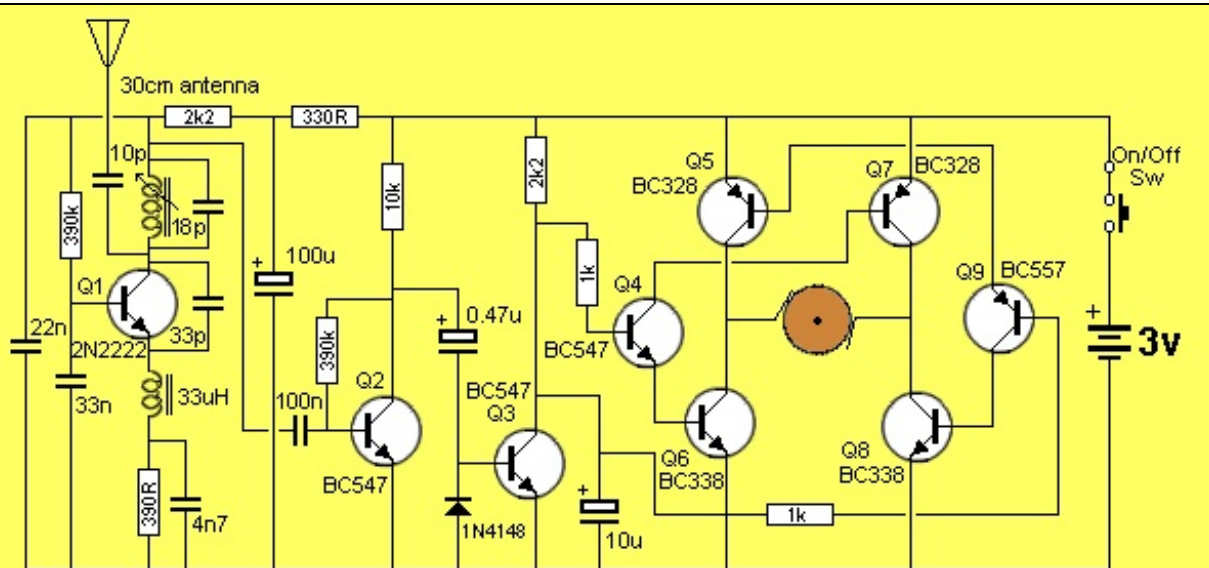 30cm antenna
2k2
330R
10p
390k
18p
Q1
2N2222
33p
22n
33n
33uH
390R
4n7
+
100u
100n
10k
390k
Q2
BC547
+
0.47u
1N4148
BC547
Q3
2k2
1k
+
10u
Q4
BC547
Q5
BC328
Q6
BC338
Q7
BC328
Q8
BC338
Q9
BC557
1k
On/Off
Sw
+
3v